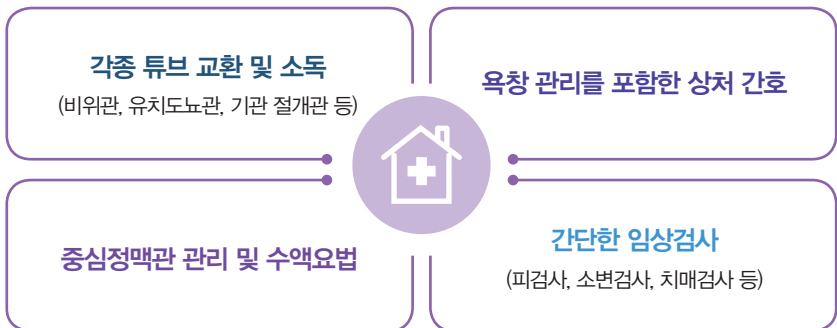 각종 튜브 교환 및 소독
(비위관, 유치도뇨관, 기관 절개관 등)
욕창 관리를 포함한 상처 간호
중심정맥관 관리 및 수액요법
간단한 임상검사
(피검사, 소변검사, 치매검사 등)